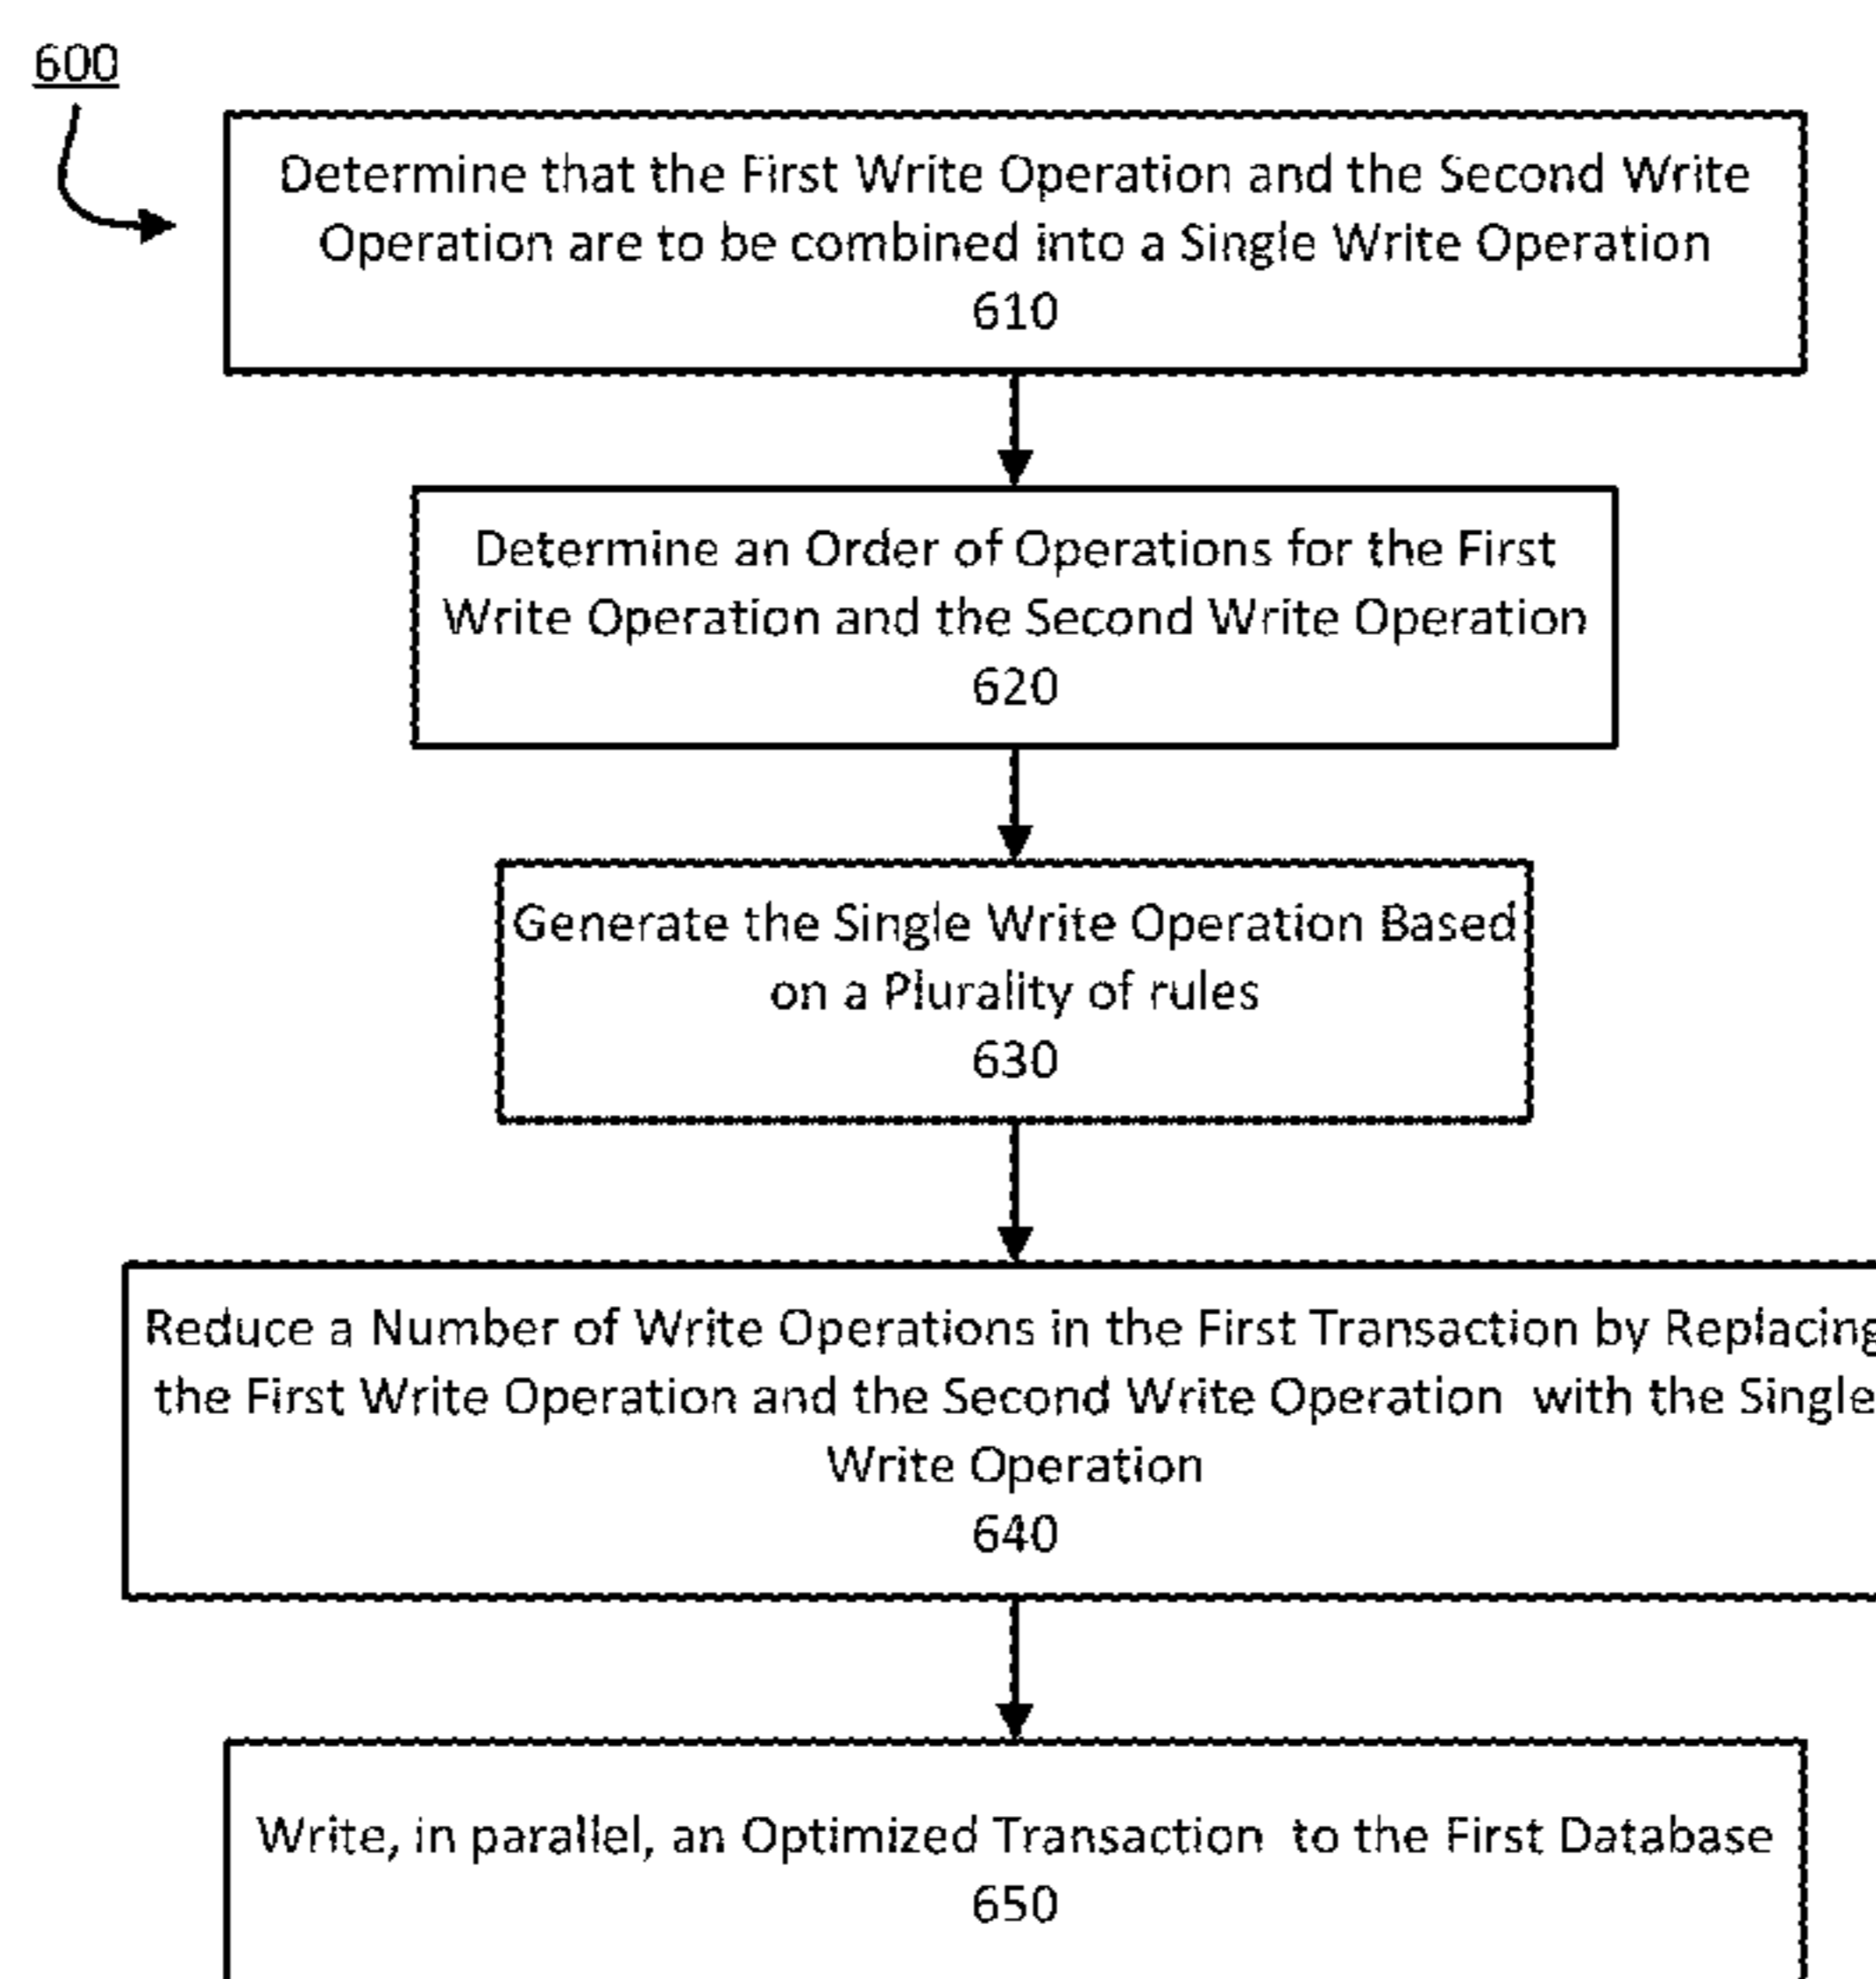 600
Determine that the First Write Operation and the Second Write
Operation are to be combined into a Single Write Operation
610
Determine an Order of Operations for the First
Write Operation and the Second Write Operation
620
Generate the Single Write Operation Based
on a Plurality of rules
630
Reduce a Number of Write Operations in the First Transaction by Replacing
the First Write Operation and the Second Write Operation with the Single
Write Operation
640
Write, in parallel, an Optimized Transaction to the First Database
650